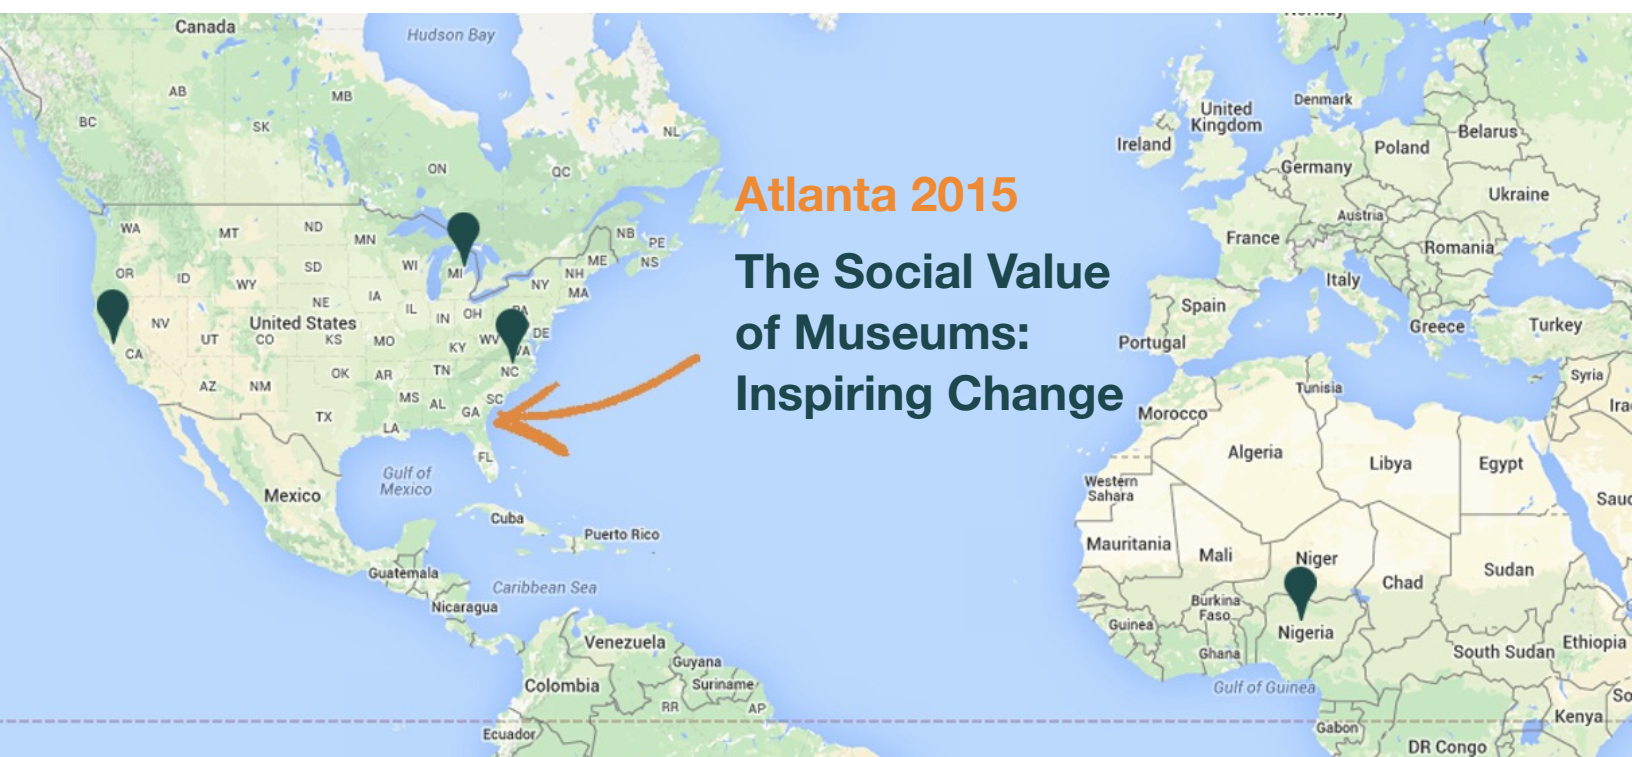 Canada
Hudson Bay
AB
MB
BC
SK
ON
QC
NL
United
Kingdom
Ireland
Denmark
Poland
Belarus
Germany
Ukraine
Austria
France
Romania
Italy
Spain
Portugal
Greece
Turkey
Syria
Atlanta 2015
The Social Value
of Museums:
Inspiring Change
WA
MT
ND
MN
OR
ID
WY
SD
WI
MI
NB
PE
NS
ME
NH
NY
MA
NE
IA
IL
IN
OH
PA
DE
NV
UT
United States
CO
KS
MO
KY
WV
VA
CA
AZ
NM
OK
AR
TN
NC
MS
AL
GA
SC
TX
LA
FL
Gulf of
Mexico
Mexico
Cuba
Puerto Rico
Guatemala
Caribbean Sea
Nicaragua
Venezuela
Guyana
Suriname
Colombia
RR
AP
Ecuador
Tunisia
Morocco
Algeria
Libya
Egypt
Western
Sahara
Sauc
Ira
Mauritania
Mali
Niger
Chad
Sudan
Burkina
Faso
Guinea
Ghana
Nigeria
South Sudan
Ethiopia
Gulf of Guinea
So
Gabon
Kenya
DR Congo